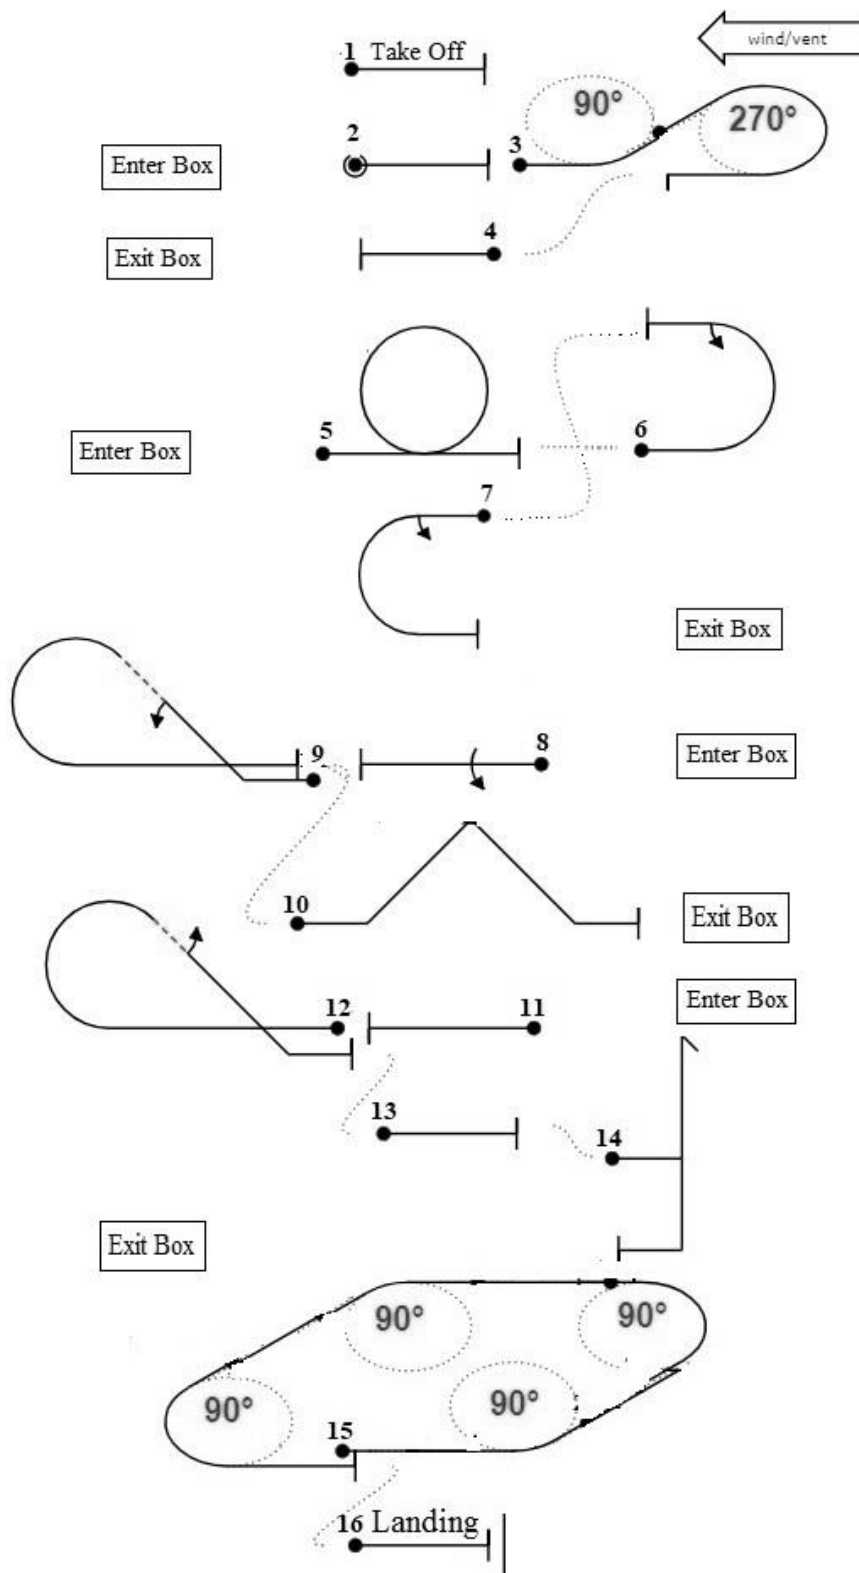 wind/vent
1 Take Off
90°
270°
2
3
Enter Box
4
Exit Box
5
6
Enter Box
7
Exit Box
9
8
Enter Box
10
Exit Box
Enter Box
12
11
13
14
Exit Box
90°
90°
90°
90°
15
16 Landing